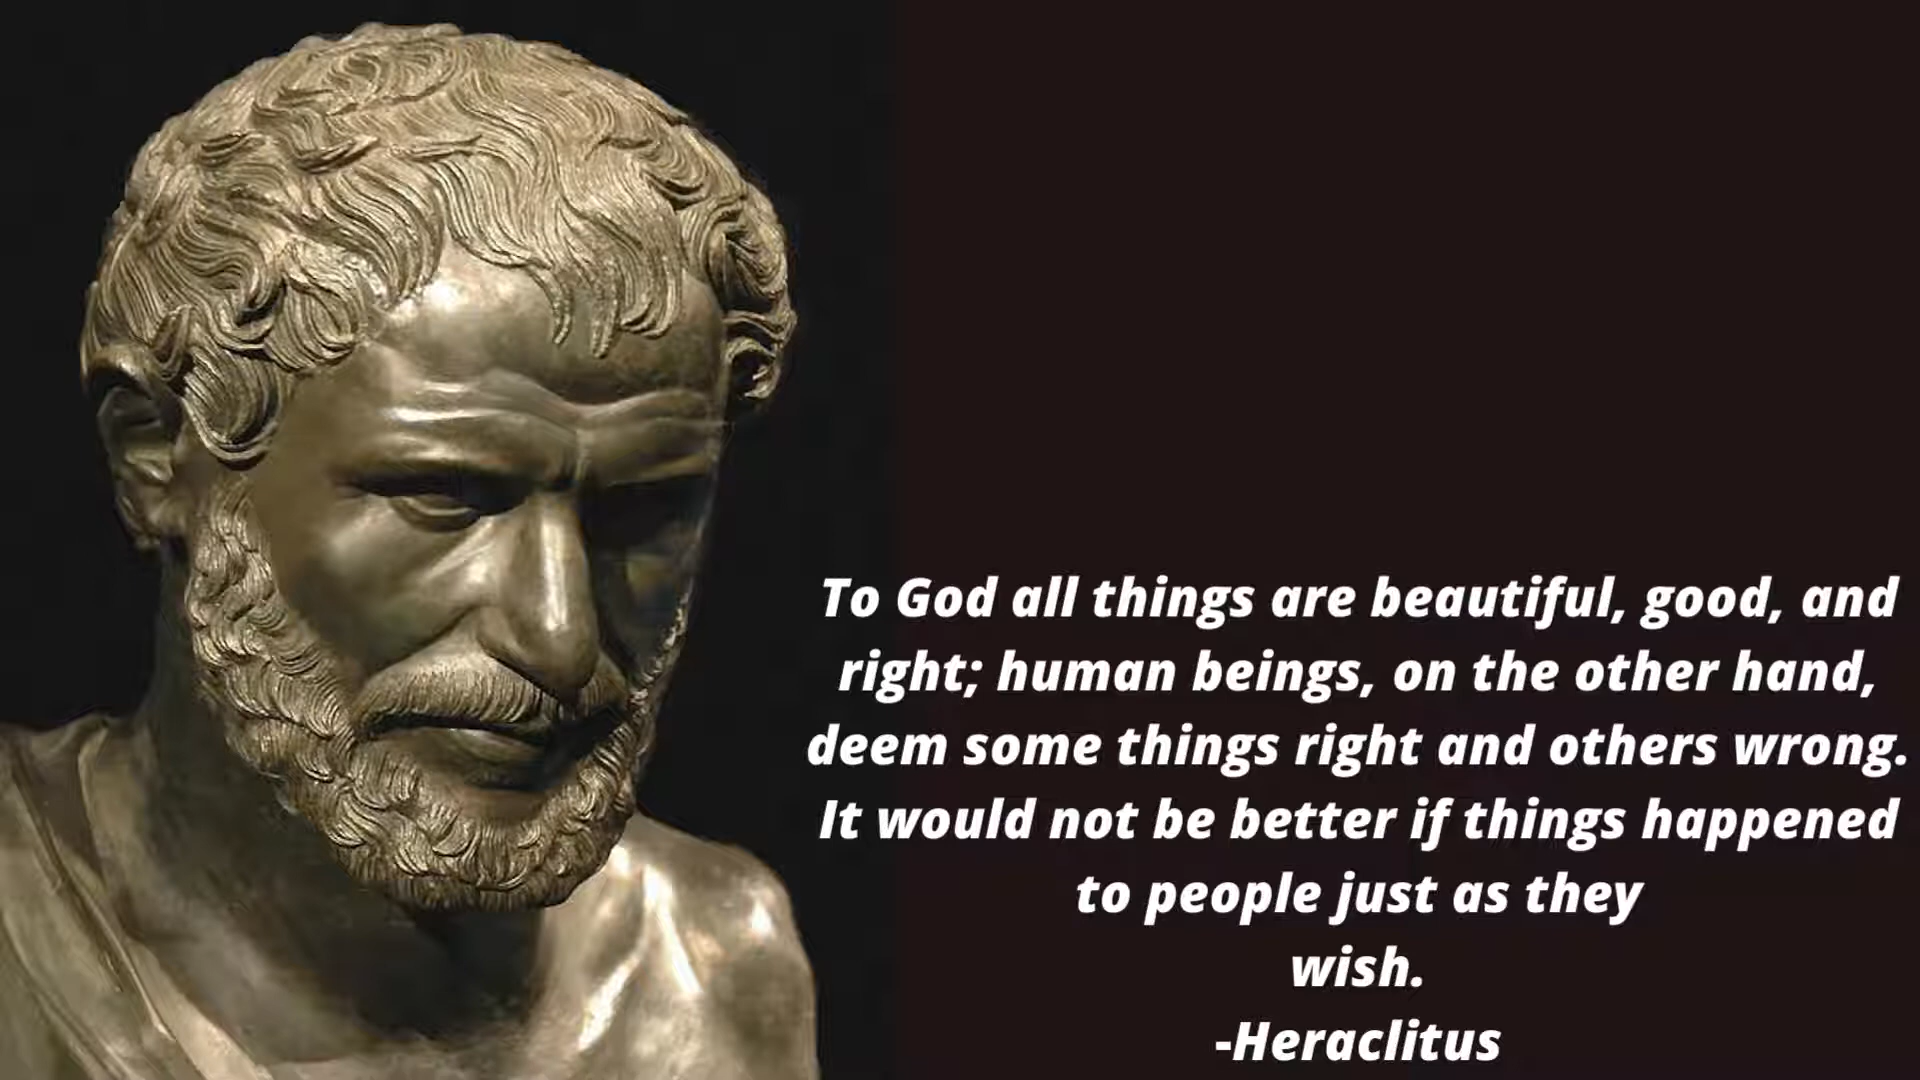 To God all things are beautiful, good, and
right; human beings, on the other hand,
deem some things right and others wrong.
It would not be better if things happened
to people just as they
wish.
-Heraclitus